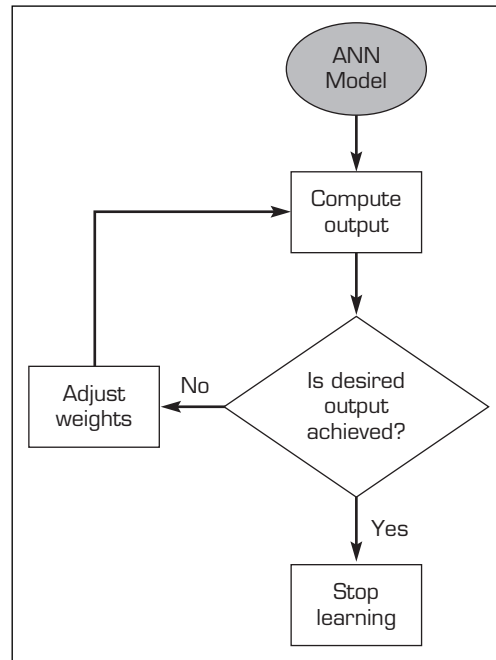 ANN
Model
Compute
output
Is desired
output
achieved?
No
Adjust
weights
Yes
Stop
learning